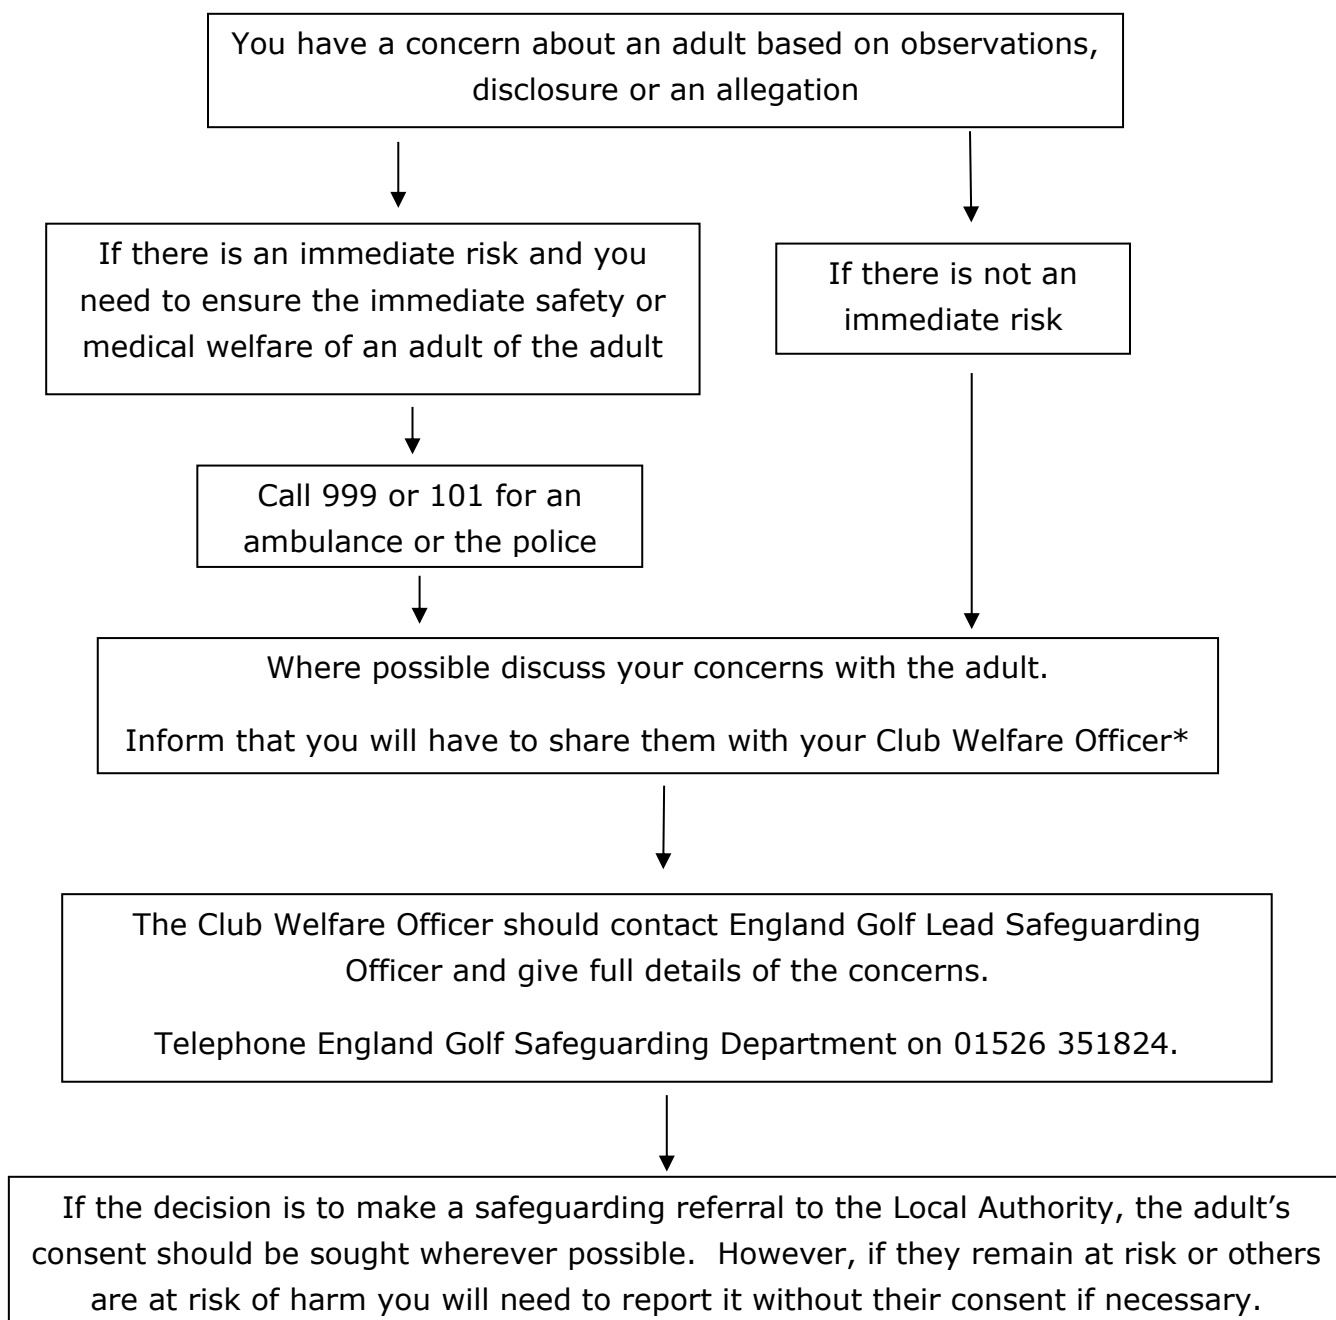 You have a concern about an adult based on observations,
disclosure or an allegation
If there is an immediate risk and you
need to ensure the immediate safety or
medical welfare of an adult of the adult
If there is not an
immediate risk
Call 999 or 101 for an
ambulance or the police
Where possible discuss your concerns with the adult.
Inform that you will have to share them with your Club Welfare Officer*
The Club Welfare Officer should contact England Golf Lead Safeguarding
Officer and give full details of the concerns.
Telephone England Golf Safeguarding Department on 01526 351824.
If the decision is to make a safeguarding referral to the Local Authority, the adult’s
consent should be sought wherever possible.  However, if they remain at risk or others
are at risk of harm you will need to report it without their consent if necessary.